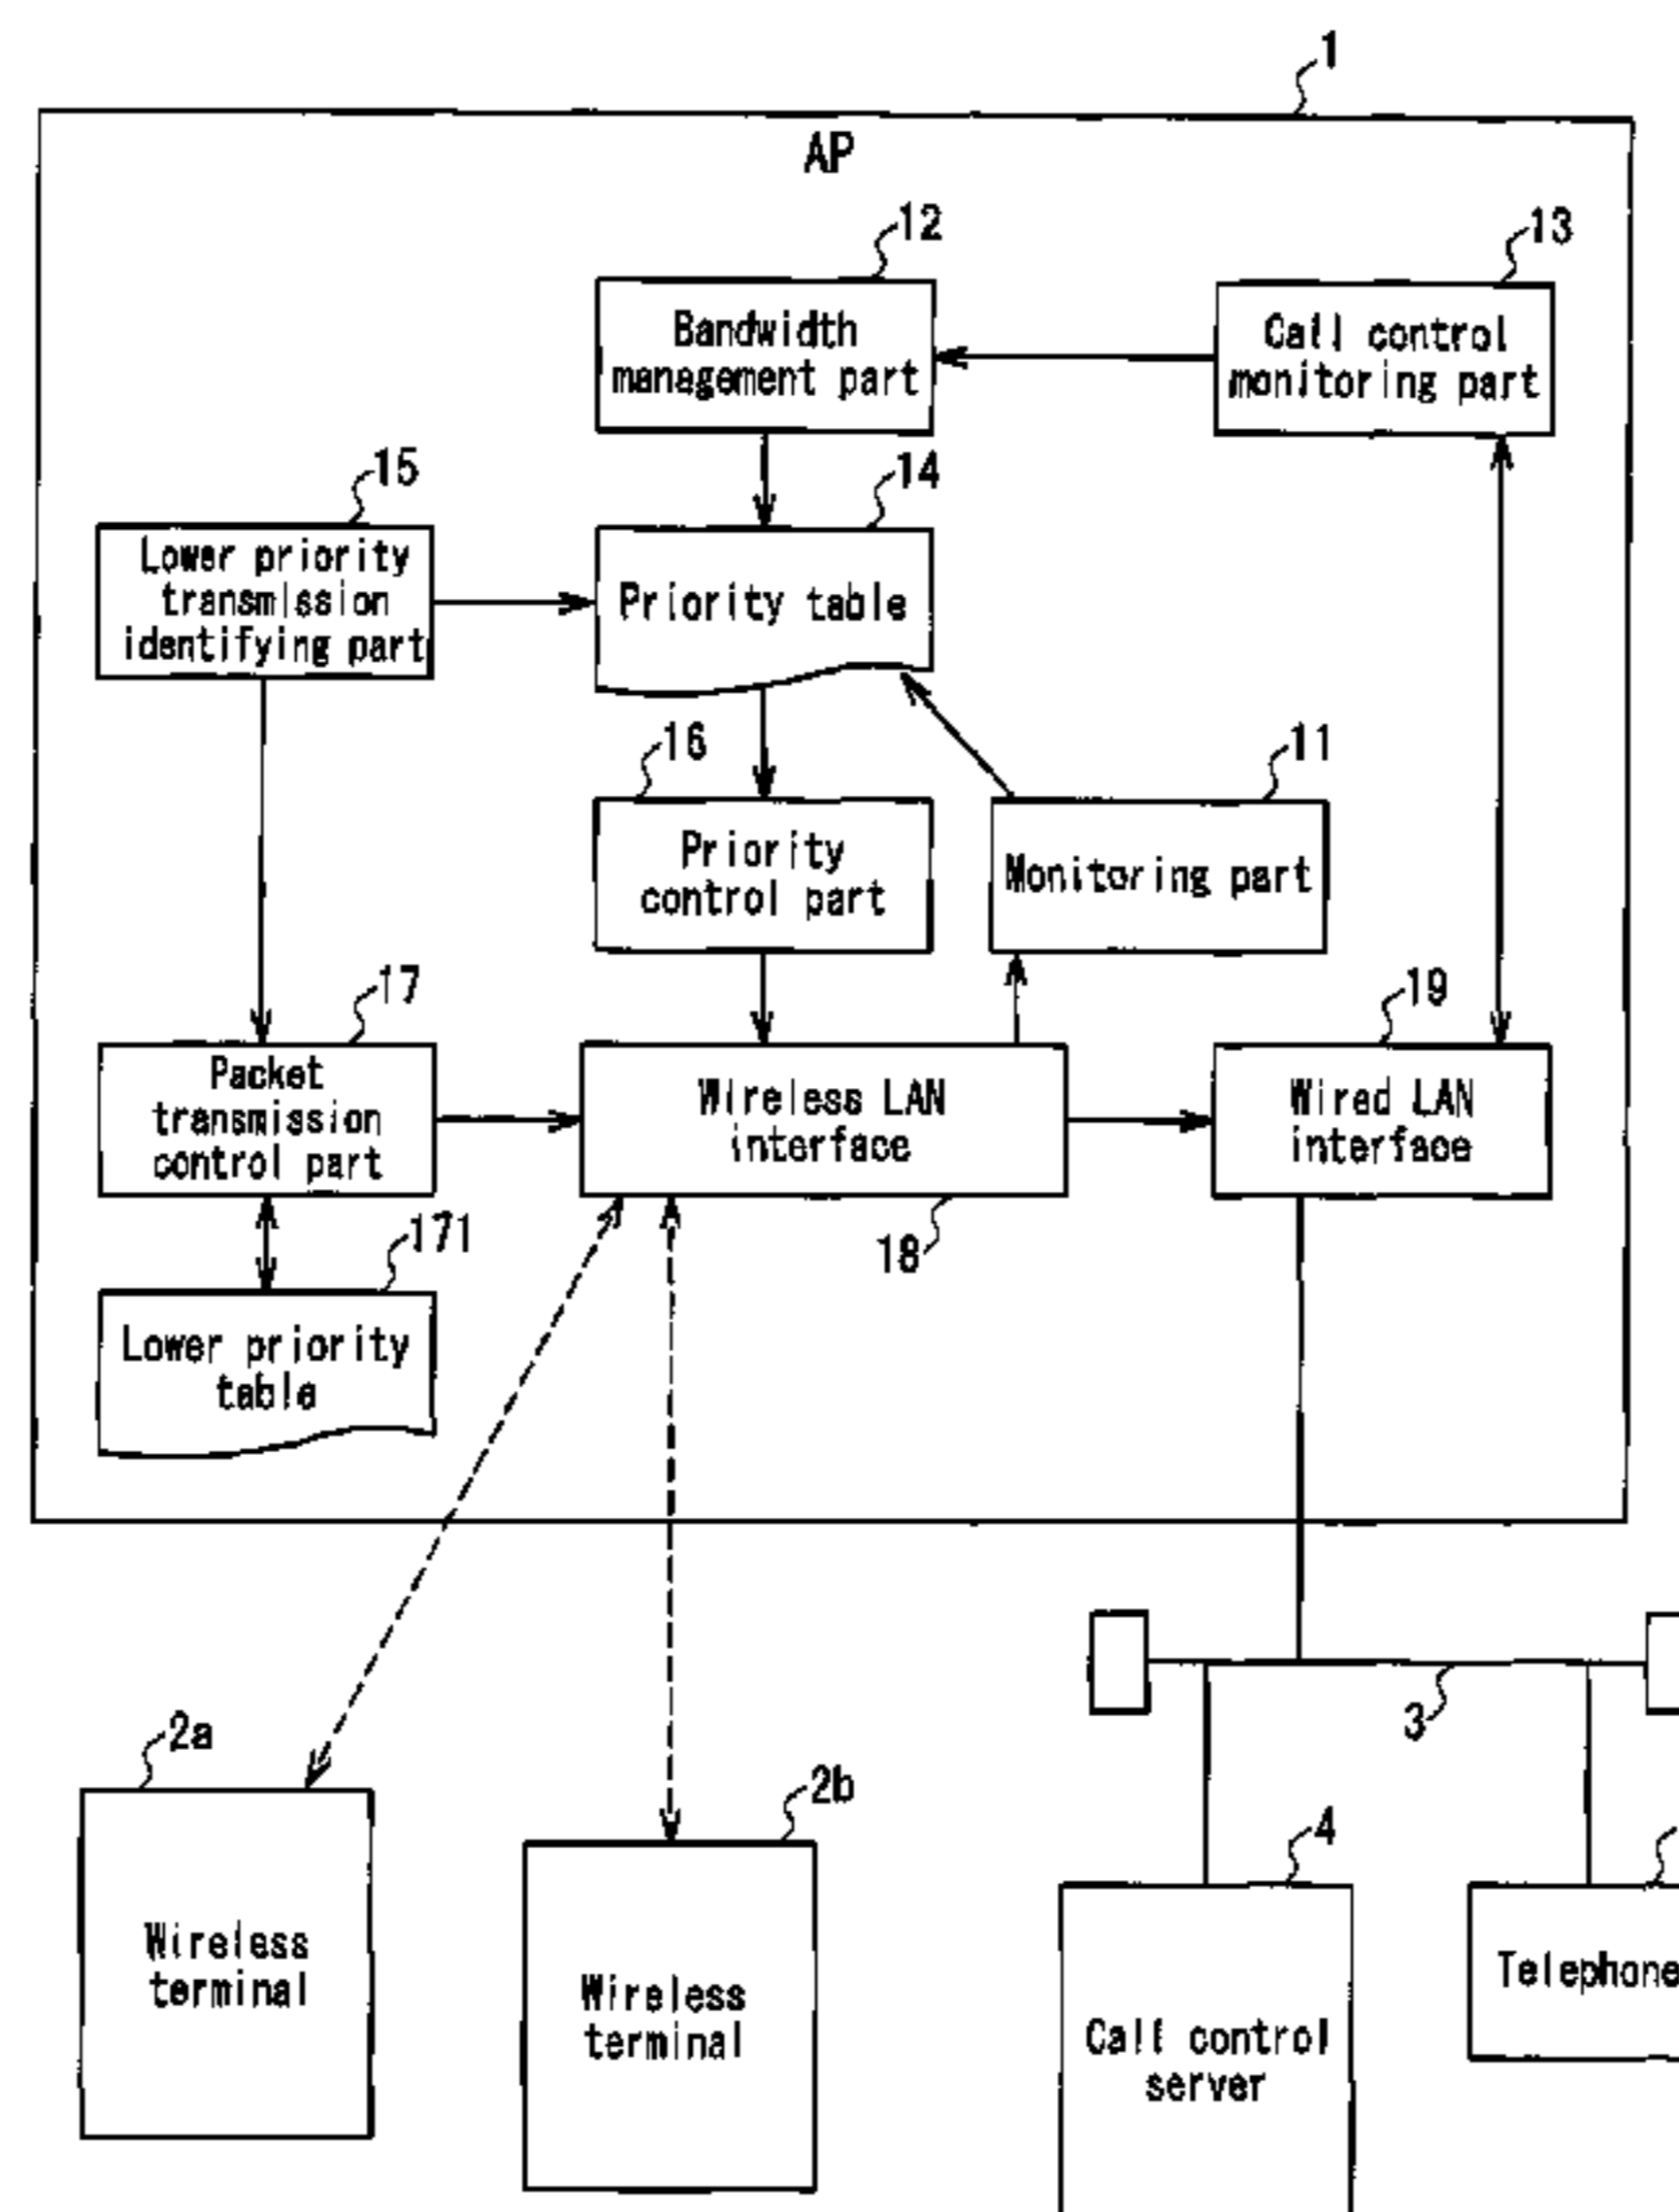 1
AP
12
13
Bandwidth
management part
Call control
monitoring part
15
14
Lower priority
transmission
identifying part
Priority table
16
11
Priority
control part
Monitoring part
17
19
Packet
transmission
control part
Wireless LAN
interface
Wired LAN
interface
171
18
Lower priority
table
3
2a
2b
4
Wireless
terminal
Wireless
terminal
Telephone
Call control
server